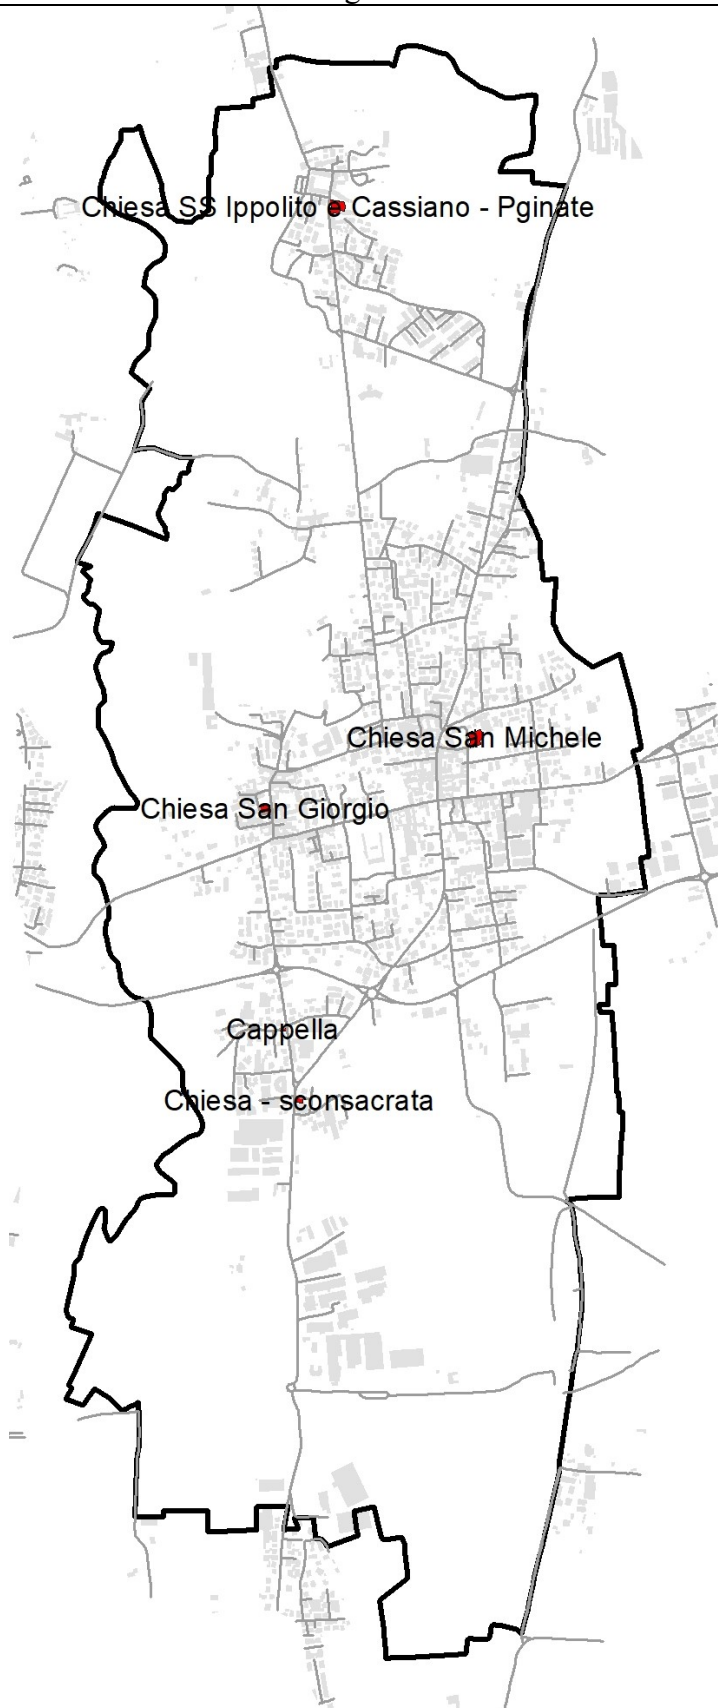 Chiesa SS Ippolito e Cassiano - Pginate
Chiesa San Michele
Chiesa San Giorgio
Cappella
Chiesa - sconsacrata